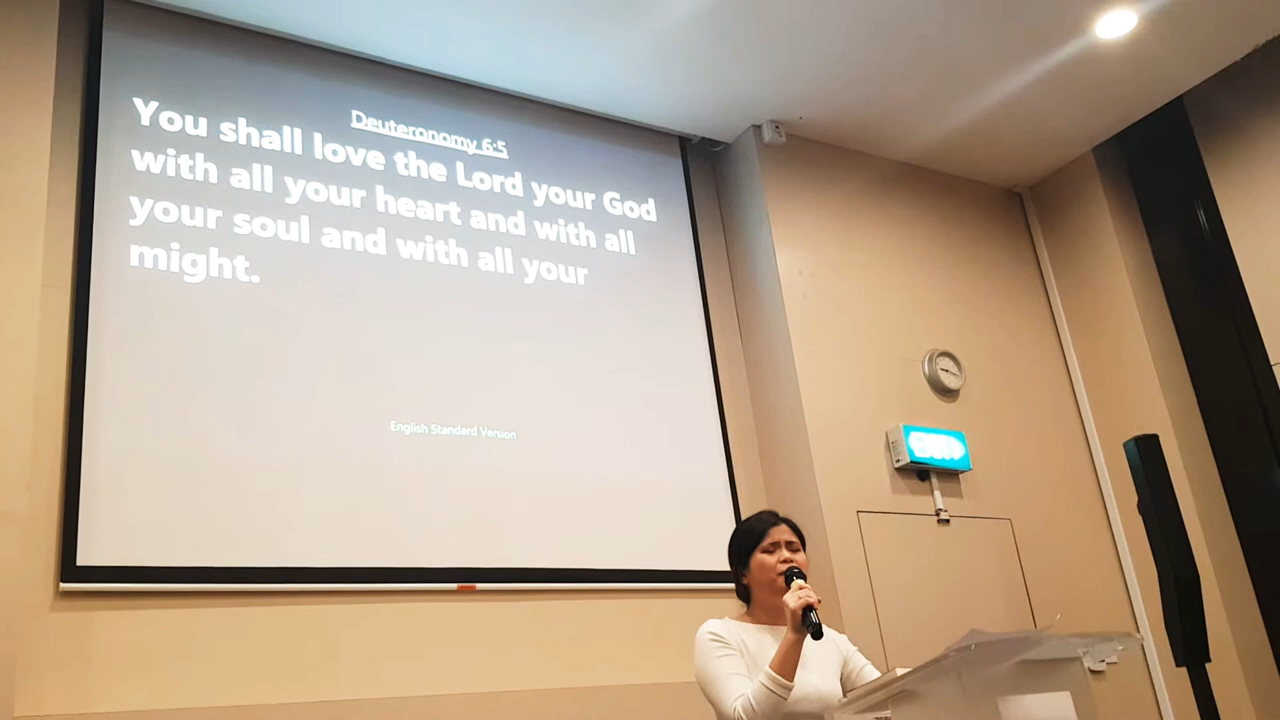 Deuteronomy 6:5
You shall love the Lord your God
with all your heart and with all
your soul and with all your
might.
English Standard Version